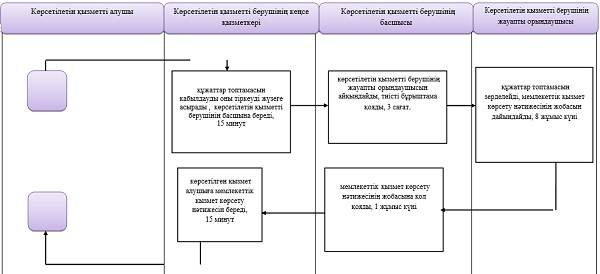 Көрсетілетін қызметті алушы
Көрсетілетін қызметті берушінің кеңсе
қызметкері
Көрсетілетін қызметті берушінің
басшысы
Көрсетілетін қызметті берушінің
жауапты орындаушысы
құжаттар топтамасын
қабылдауды оны тіркеуді жүзеге
асырады , көрсетілетін қызметті
берушінің басшына береді,
15 минут
көрсетілетін қызметті берушінің
жауапты орындаушысын
айқындайды, тиісті бұрыштама
қояды, 3 сағат.
құжаттар топтамасын
зерделейді, мемлекеттік қызмет
көрсету нәтижесінің жобасын
дайындайды, 8 жұмыс күні
көрсетілген қызмет
алушыға мемлекеттік
қызмет көрсету
нәтижесін береді,
15 минут
мемлекеттік қызмет көрсету
нәтижесінің жобасына қол
қояды, 1 жұмыс күні